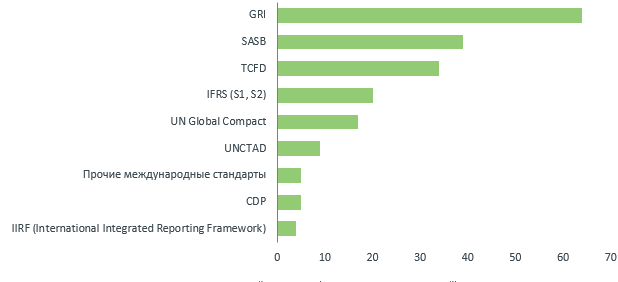 GRI
SASB
TCFD
IFRS (S1, S2)
UN Global Compact
UNCTAD
Прочие международные стандарты
CDP
IIRF (International Integrated Reporting Framework)
0 10 20 30 40 50 60 70